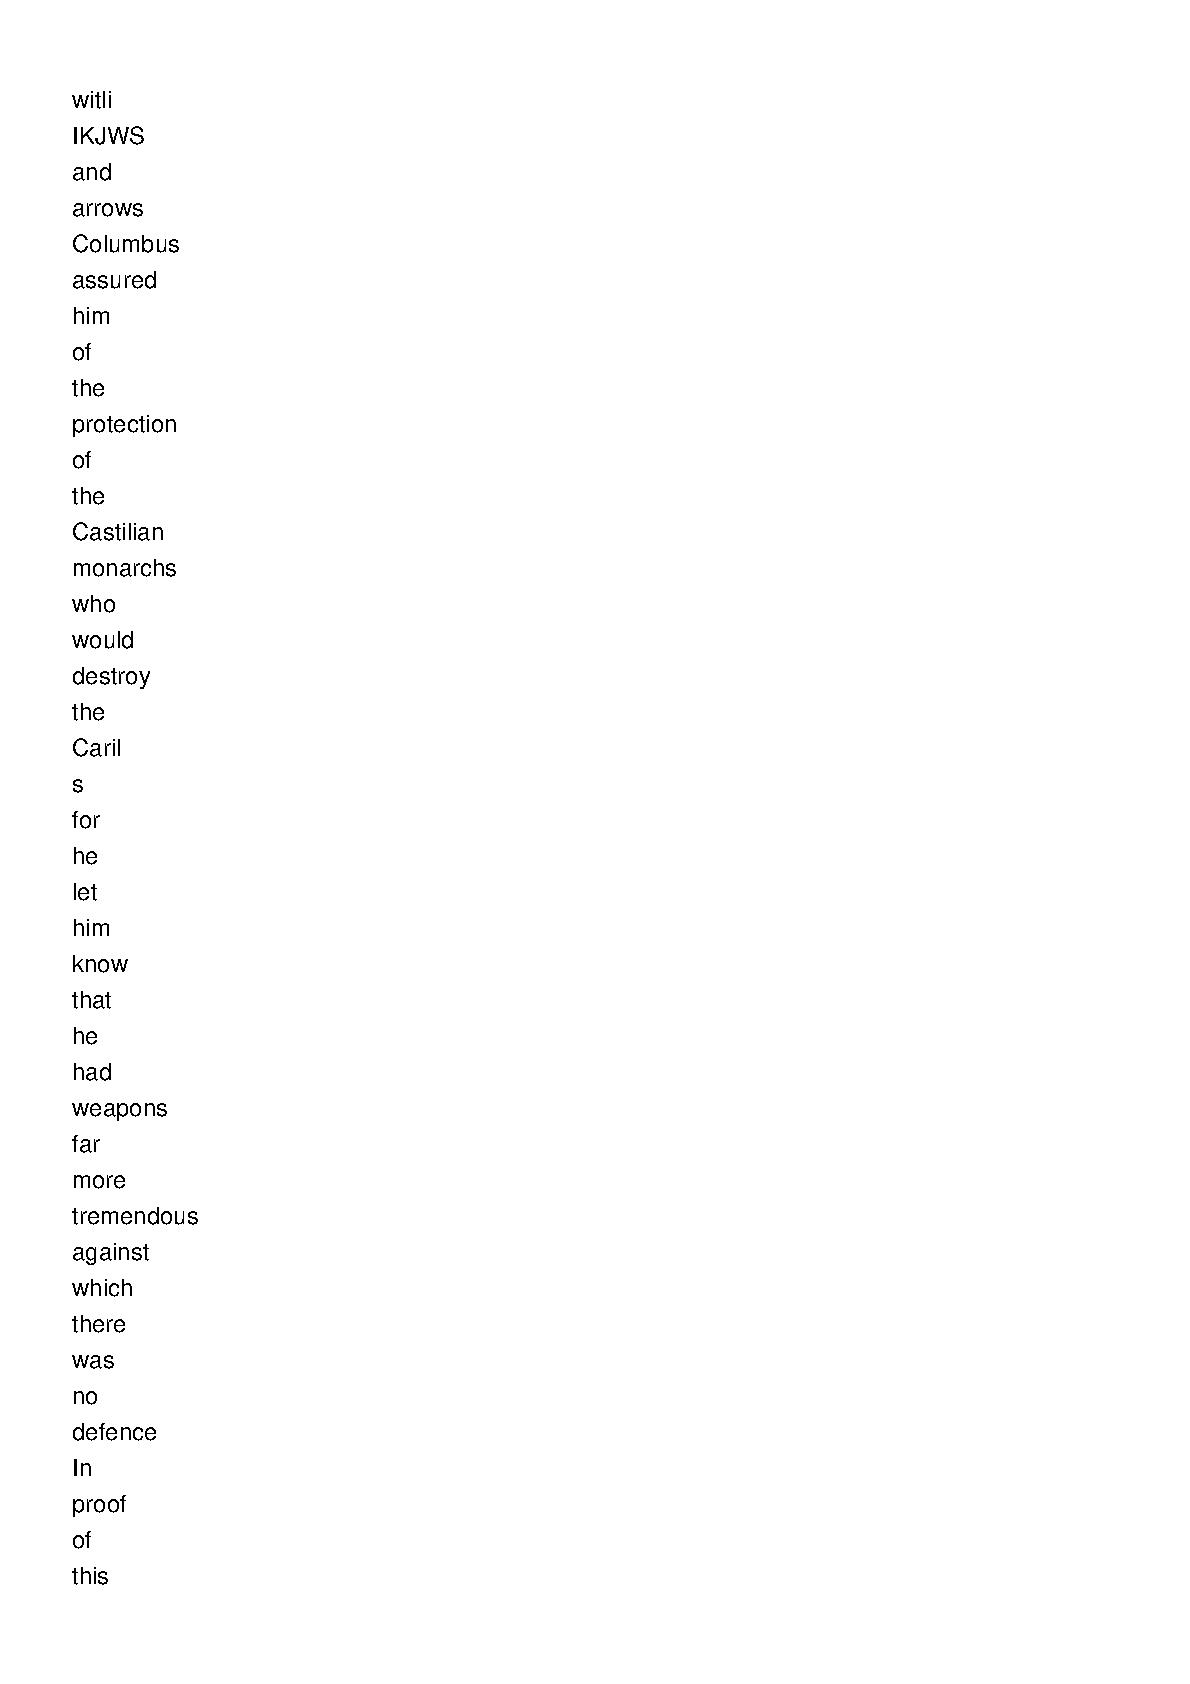 witli
IKJWS
and
arrows
Columbus
assured
him
of
the
protection
of
the
Castilian
monarchs
who
would
destroy
the
Caril
s
for
he
let
him
know
that
he
had
weapons
far
more
tremendous
against
which
there
was
no
defence
In
proof
of
this